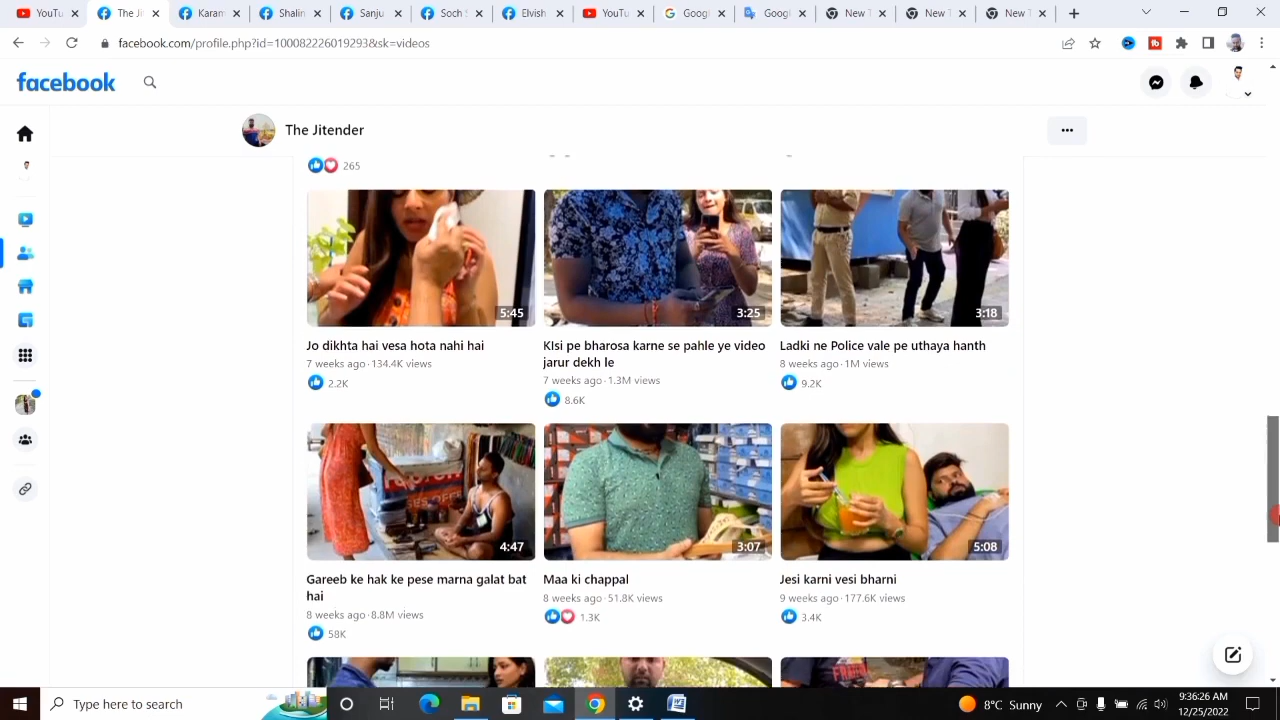 YouTu
The Ji
Karan
Shalin
Sanju
Soch S
Elvish
YouTu
Googl
Googl
New T
New T
New T
facebook.com/profile.php?id=100082226019293&sk=videos
facebook
The Jitender
265
5:45
3:25
3:18
Jo dikhta hai vesa hota nahi hai
7 weeks ago · 134.4K views
2.2K
KIsi pe bharosa karne se pahle ye video
jarur dekh le
7 weeks ago · 1.3M views
8.6K
Ladki ne Police vale pe uthaya hanth
8 weeks ago · 1M views
9.2K
4:47
3:07
5:08
Gareeb ke hak ke pese marna galat bat
hai
8 weeks ago · 8.8M views
58K
Maa ki chappal
8 weeks ago · 51.8K views
1.3K
Jesi karni vesi bharni
9 weeks ago · 177.6K views
3.4K
Type here to search
8°C Sunny
9:36:26 AM
12/25/2022